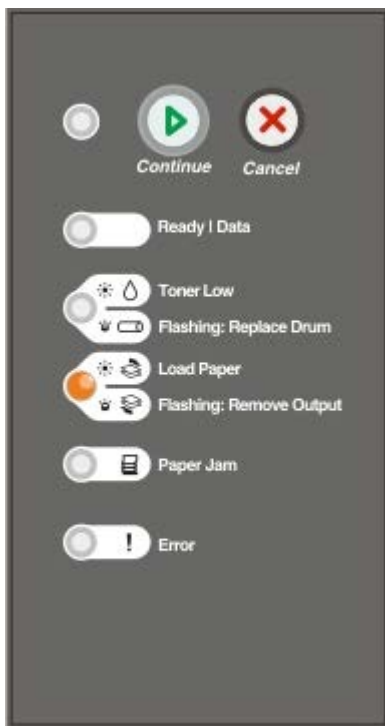 Continue Cancel
Ready | Data
Toner Low
Flashing: Replace Drum
Load Paper
Flashing: Remove Output
Paper Jam
! Error